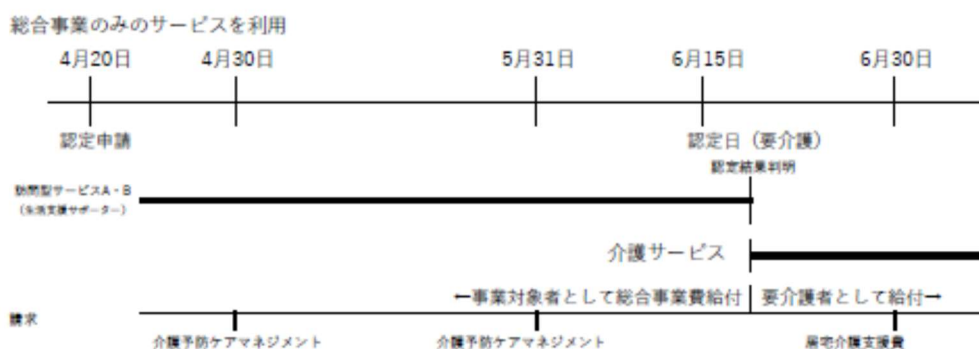 総合事業のみのサービスを利用
4月20日 4月30日 5月31日 6月15日 6月30日
認定申請 認定日（要介護）
認定結果判明
訪問型サービスA・B
（生活支援サポーター）
介護サービス
←事業対象者として総合事業費給付 要介護者として給付→
請求
介護予防ケアマネジメント 介護予防ケアマネジメント 居宅介護支援費